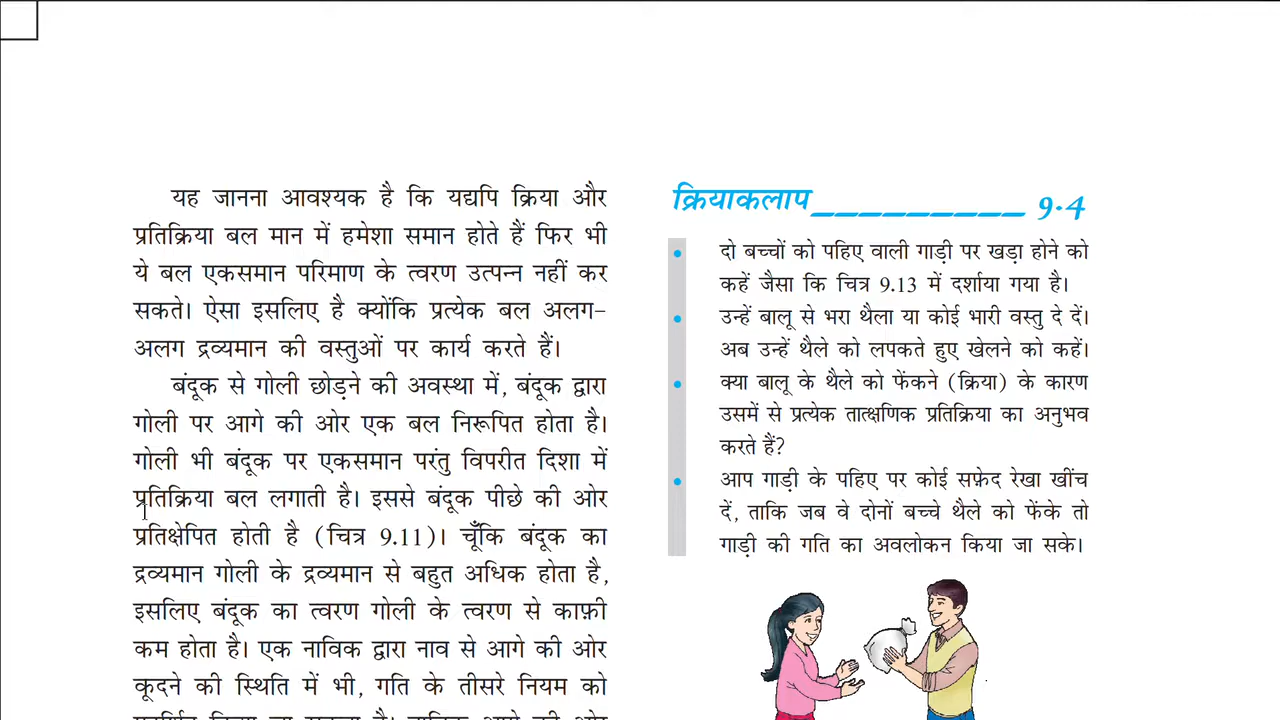 यह जानना आवश्यक है कि यद्यपि क्रिया और
प्रतिक्रिया बल मान में हमेशा समान होते हैं फिर भी
ये बल एकसमान परिमाण के त्वरण उत्पन्न नहीं कर
सकते। ऐसा इसलिए है क्योंकि प्रत्येक बल अलग-
अलग द्रव्यमान की वस्तुओं पर कार्य करते हैं।
बंदूक से गोली छोड़ने की अवस्था में, बंदूक द्वारा
गोली पर आगे की ओर एक बल निरूपित होता है।
गोली भी बंदूक पर एकसमान परंतु विपरीत दिशा में
प्रतिक्रिया बल लगाती है। इससे बंदूक पीछे की ओर
प्रतिक्षेपित होती है (चित्र 9.11)। चूँकि बंदूक का
द्रव्यमान गोली के द्रव्यमान से बहुत अधिक होता है,
इसलिए बंदूक का त्वरण गोली के त्वरण से काफ़ी
कम होता है। एक नाविक द्वारा नाव से आगे की ओर
कूदने की स्थिति में भी, गति के तीसरे नियम को
क्रियाकलाप_________ 9.4
• दो बच्चों को पहिए वाली गाड़ी पर खड़ा होने को
कहें जैसा कि चित्र 9.13 में दर्शाया गया है।
• उन्हें बालू से भरा थैला या कोई भारी वस्तु दे दें।
अब उन्हें थैले को लपकते हुए खेलने को कहें।
• क्या बालू के थैले को फेंकने (क्रिया) के कारण
उसमें से प्रत्येक तात्क्षणिक प्रतिक्रिया का अनुभव
करते हैं?
• आप गाड़ी के पहिए पर कोई सफ़ेद रेखा खींच
दें, ताकि जब वे दोनों बच्चे थैले को फेंके तो
गाड़ी की गति का अवलोकन किया जा सके।